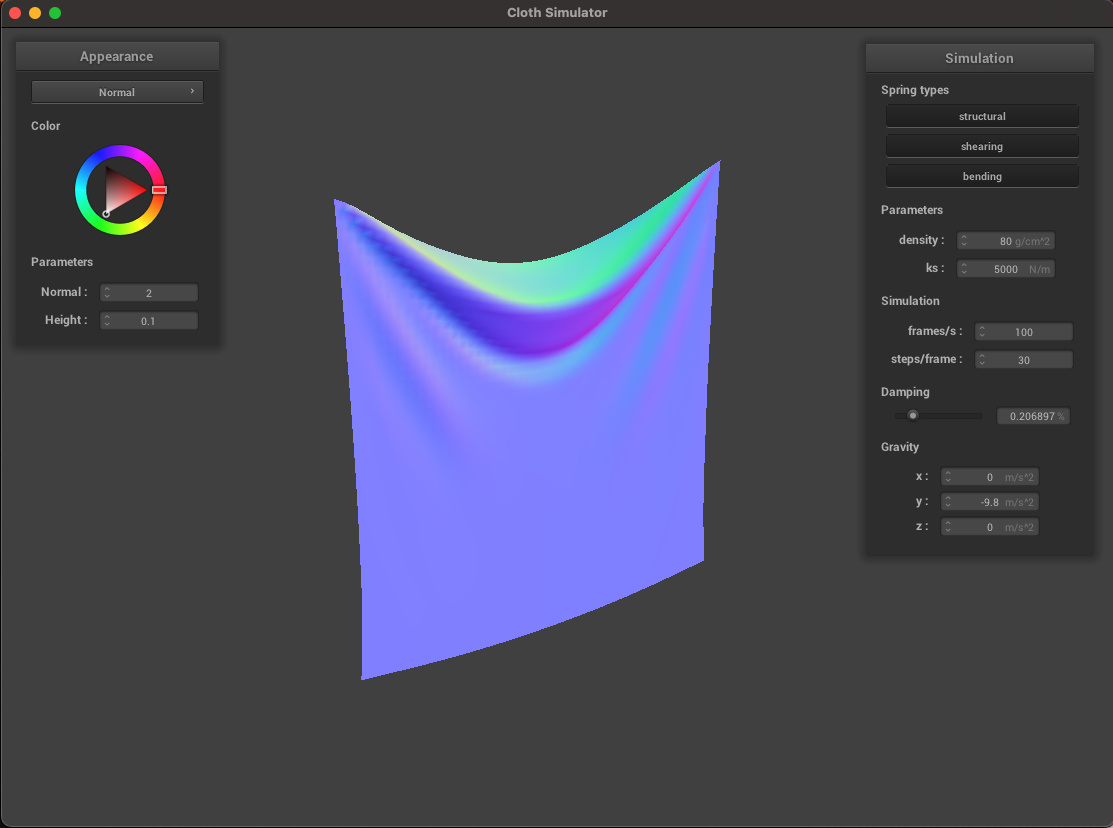 Cloth Simulator
Appearance
Normal
Color
Parameters
Normal : 2
Height : 0.1
Simulation
Spring types
structural
shearing
bending
Parameters
density : 80 g/cm^2
ks : 5000 N/m
Simulation
frames/s : 100
steps/frame : 30
Damping
0.206897 %
Gravity
x : 0 m/s^2
y : -9.8 m/s^2
z : 0 m/s^2